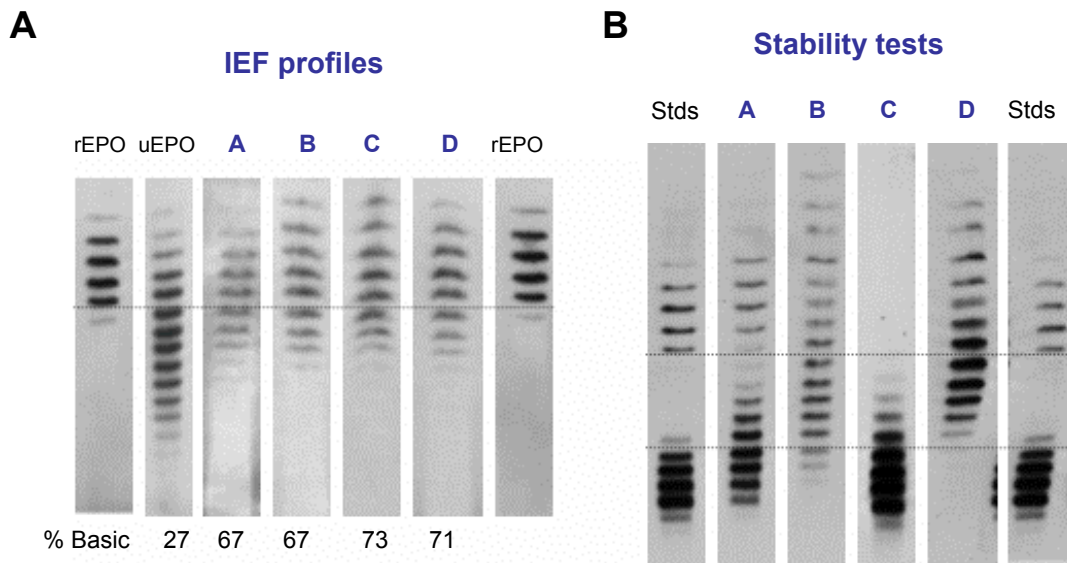 A
IEF profiles
rEPO uEPO A B C D rEPO
% Basic 27 67 67 73 71
B
Stability tests
Stds A B C D Stds